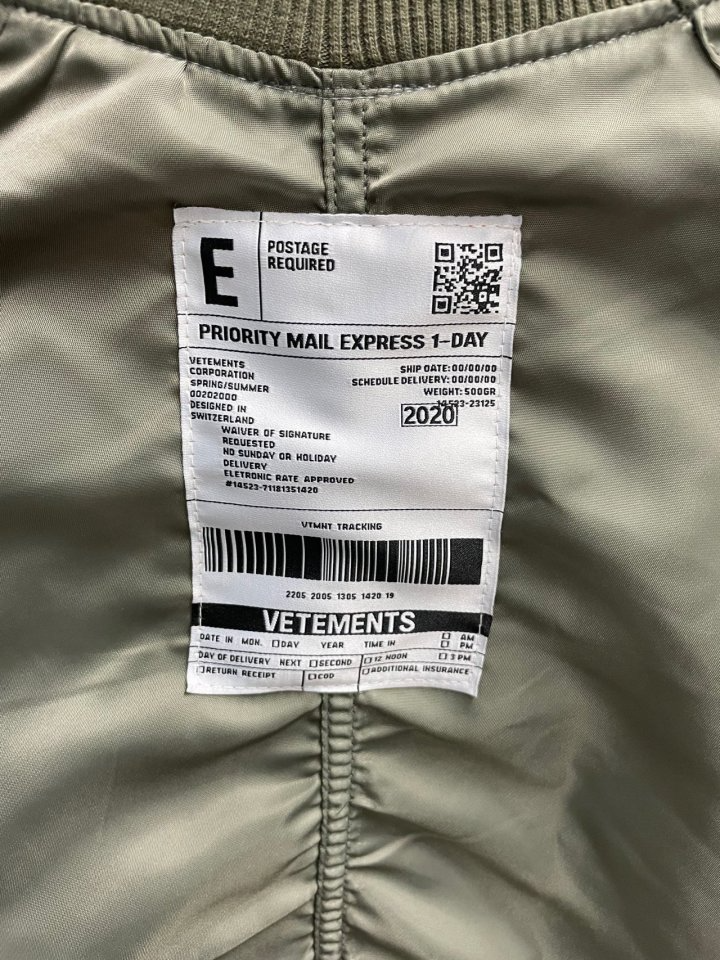 E
POSTAGE
REQUIRED
PRIORITY MAIL EXPRESS 1-DAY
VETEMENTS
CORPORATION
SPRING/SUMMER
00202000
DESIGNED IN
SWITZERLAND
SHIP DATE: 00/00/00
SCHEDULE DELIVERY: 00/00/00
WEIGHT: 500GR
14523-23125
2020
WAIVER OF SIGNATURE
REQUESTED
NO SUNDAY OR HOLIDAY
DELIVERY
ELETRONIC RATE APPROVED
#14523-71181351420
VTMNT TRACKING
2205 2005 1305 1420 19
VETEMENTS
DATE IN MON. DAY YEAR TIME IN AM
PM
DAY OF DELIVERY NEXT SECOND 12 NOON 3 PM
RETURN RECEIPT COD ADDITIONAL INSURANCE